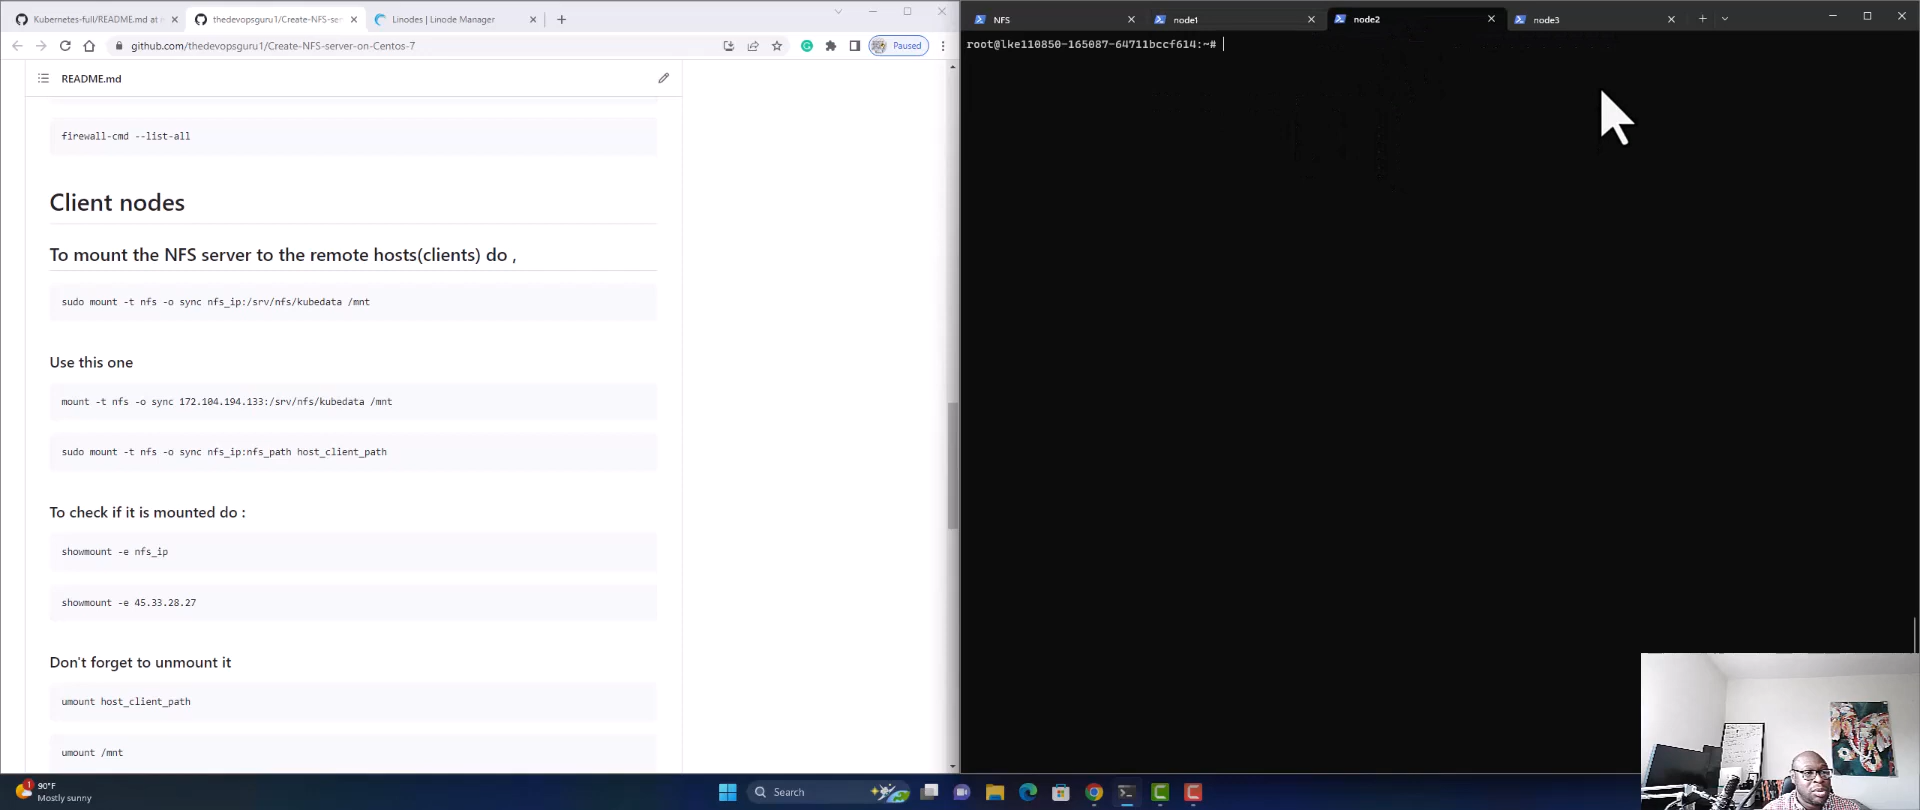 Kubernetes-full/README.md at
thedevopsguru1/Create-NFS-ser
Linodes | Linode Manager
github.com/thedevopsguru1/Create-NFS-server-on-Centos-7
Paused
README.md
firewall-cmd --list-all
Client nodes
To mount the NFS server to the remote hosts(clients) do ,
sudo mount -t nfs -o sync nfs_ip:/srv/nfs/kubedata /mnt
Use this one
mount -t nfs -o sync 172.104.194.133:/srv/nfs/kubedata /mnt
sudo mount -t nfs -o sync nfs_ip:nfs_path host_client_path
To check if it is mounted do :
showmount -e nfs_ip
showmount -e 45.33.28.27
Don't forget to unmount it
umount host_client_path
umount /mnt
NFS
node1
node2
node3
root@lke110850-165087-64711bccf614:~#
1
90°F
Mostly sunny
Search